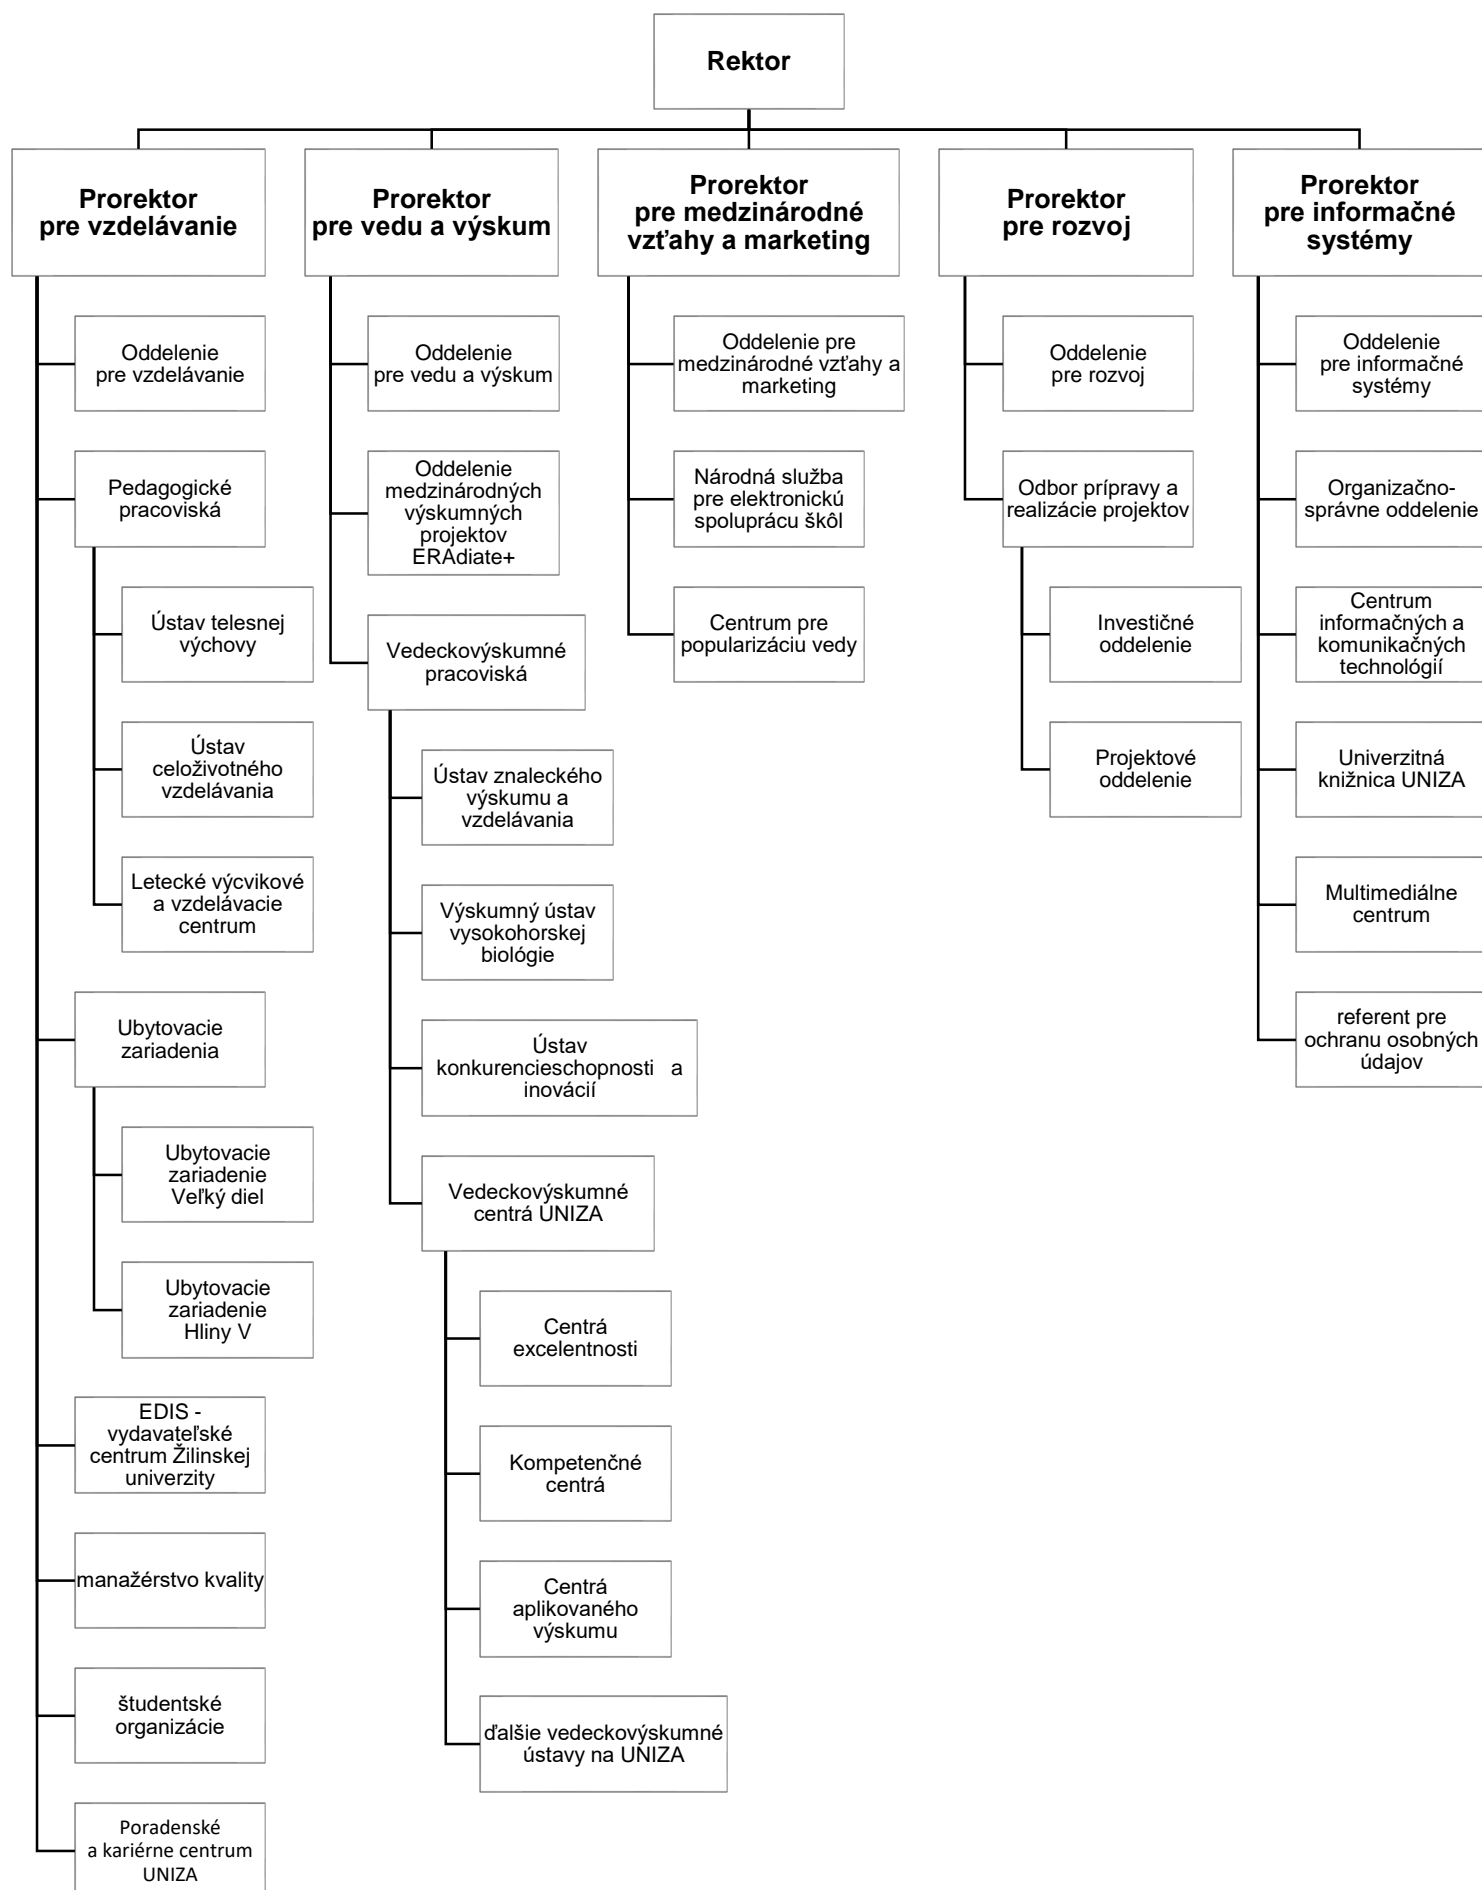 Rektor
Prorektor
pre vzdelávanie
Oddelenie
pre vzdelávanie
Pedagogické
pracoviská
Ústav telesnej
výchovy
Ústav
celoživotného
vzdelávania
Letecké výcvikové
a vzdelávacie
centrum
Ubytovacie
zariadenia
Ubytovacie
zariadenie
Veľký diel
Ubytovacie
zariadenie
Hliny V
EDIS -
vydavateľské
centrum Žilinskej
univerzity
manažérstvo kvality
študentské
organizácie
Poradenské
a kariérne centrum
UNIZA
Prorektor
pre vedu a výskum
Oddelenie
pre vedu a výskum
Oddelenie
medzinárodných
výskumných
projektov
ERAdiate+
Vedeckovýskumné
pracoviská
Ústav znaleckého
výskumu a
vzdelávania
Výskumný ústav
vysokohorskej
biológie
Ústav
konkurencieschopnosti a
inovácií
Vedeckovýskumné
centrá UNIZA
Centrá
excelentnosti
Kompetenčné
centrá
Centrá
aplikovaného
výskumu
ďalšie vedeckovýskumné
ústavy na UNIZA
Prorektor
pre medzinárodné
vzťahy a marketing
Oddelenie pre
medzinárodné vzťahy a
marketing
Národná služba
pre elektronickú
spoluprácu škôl
Centrum pre
popularizáciu vedy
Prorektor
pre rozvoj
Oddelenie
pre rozvoj
Odbor prípravy a
realizácie projektov
Investičné
oddelenie
Projektové
oddelenie
Prorektor
pre informačné
systémy
Oddelenie
pre informačné
systémy
Organizačno-
správne oddelenie
Centrum
informačných a
komunikačných
technológií
Univerzitná
knižnica UNIZA
Multimediálne
centrum
referent pre
ochranu osobných
údajov